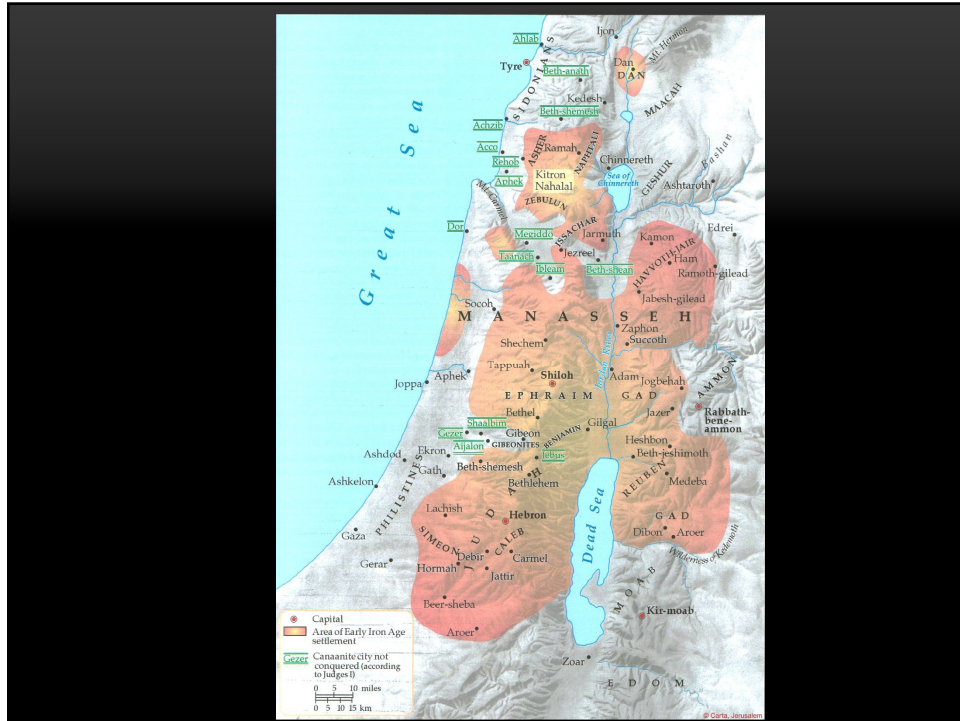 Ahlab
Ijon
Mt. Hermon
Tyre
SIDONIANS
Dan
DAN
Beth-anath
Kedesh
MAACAH
Beth-shemesh
Great Sea
Achzib
Acco
ASHER
Ramah
NAPHTALI
Rehob
Chinnereth
Bashan
Aphek
Kitron
Nahalal
Sea of
Chinnereth
GESHUR
Ashtaroth
Mt. Carmel
ZEBULUN
Dor
Megiddo
ISSACHAR
Jarmuth
Kamon
Edrei
Taanach
Jezreel
HAVVOTH-JAIR
Ham
Ibleam
Beth-shean
Ramoth-gilead
Jabesh-gilead
Socoh
MANASSEH
Zaphon
Succoth
Shechem
Jordan River
Tappuah
Aphek
Shiloh
Adam
Jogbehah
AMMON
Joppa
EPHRAIM
GAD
Bethel
Jazer
Rabbath-
bene-
ammon
Shaalbim
Gilgal
Gezer
Gibeon
BENJAMIN
Aijalon
GIBEONITES
Heshbon
Ekron
Jebus
Beth-jeshimoth
Ashdod
Beth-shemesh
REUBEN
Gath
Bethlehem
Medeba
Ashkelon
PHILISTINES
JUDAH
Dead Sea
Lachish
Hebron
GAD
SIMEON
CALEB
Dibon
Aroer
Gaza
Debir
Carmel
Wilderness of Kedemoth
Gerar
Hormah
Jattir
MOAB
Beer-sheba
Kir-moab
Aroer
Zoar
EDOM
Capital
Area of Early Iron Age
settlement
Gezer
Canaanite city not
conquered (according
to Judges I)
0 5 10 miles
0 5 10 15 km
© Carta, Jerusalem